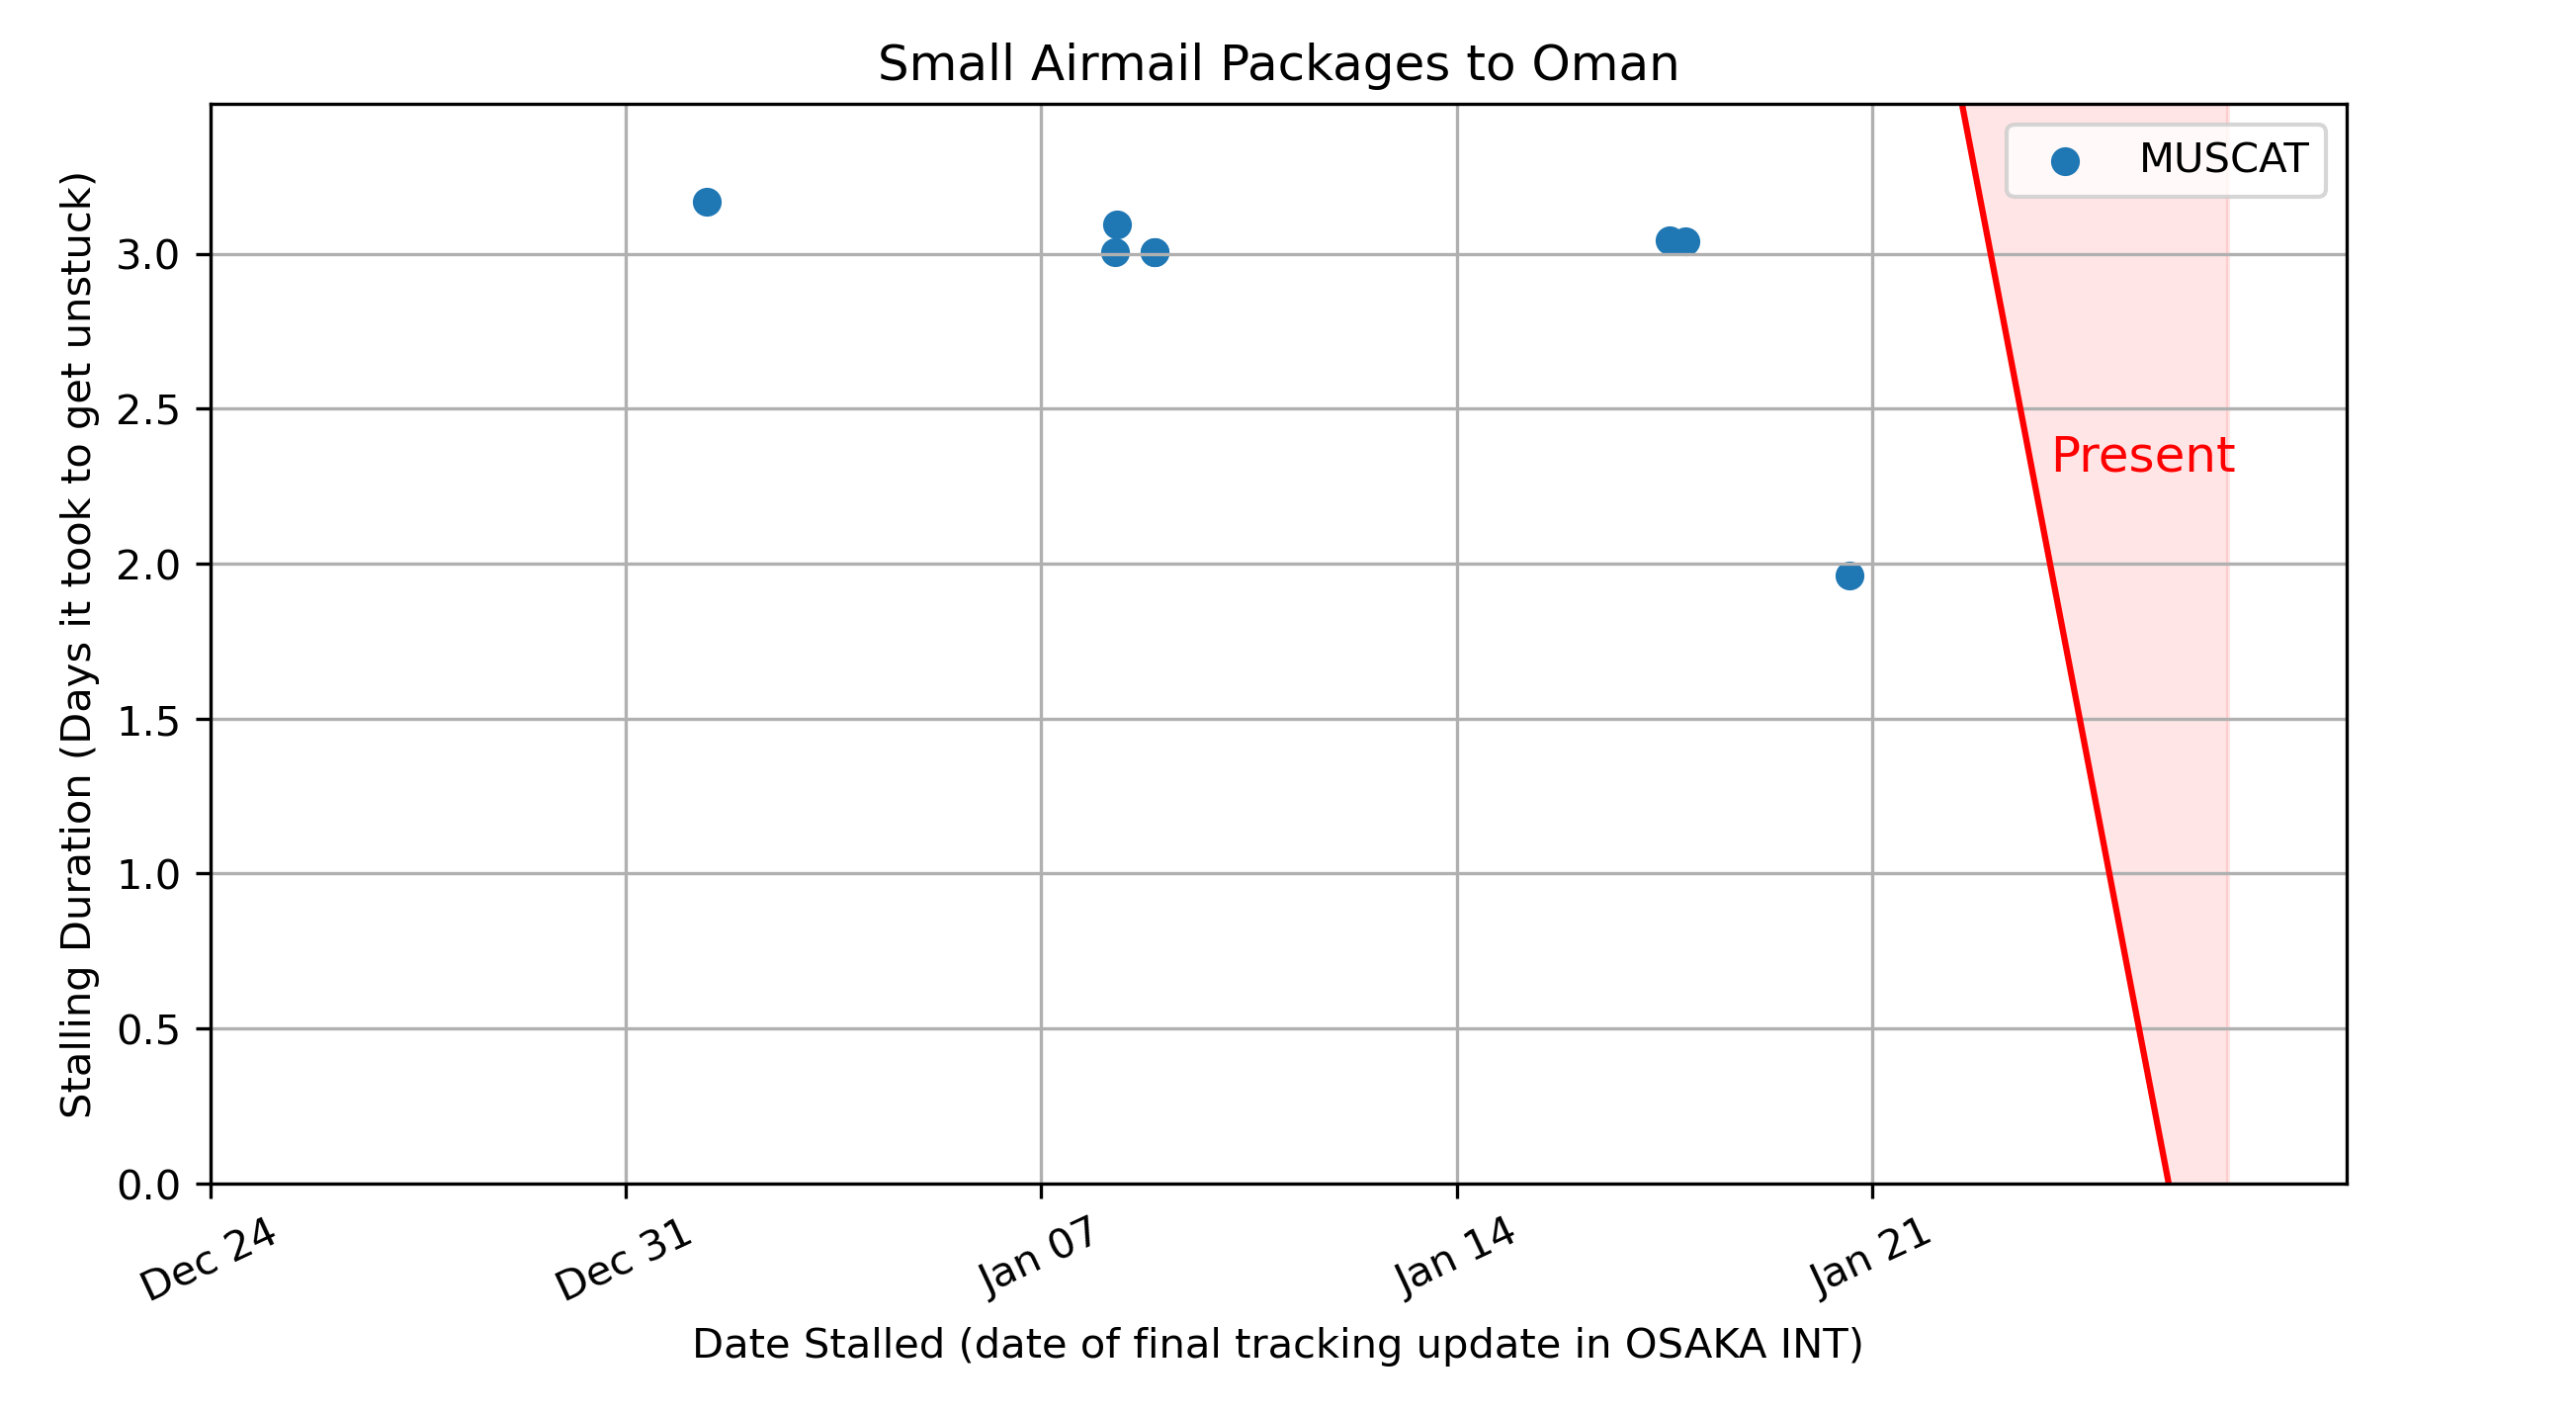 Small Airmail Packages to Oman
MUSCAT
Present
Stalling Duration (Days it took to get unstuck)
3.0
2.5
2.0
1.5
1.0
0.5
0.0
Dec 24
Dec 31
Jan 07
Jan 14
Jan 21
Date Stalled (date of final tracking update in OSAKA INT)